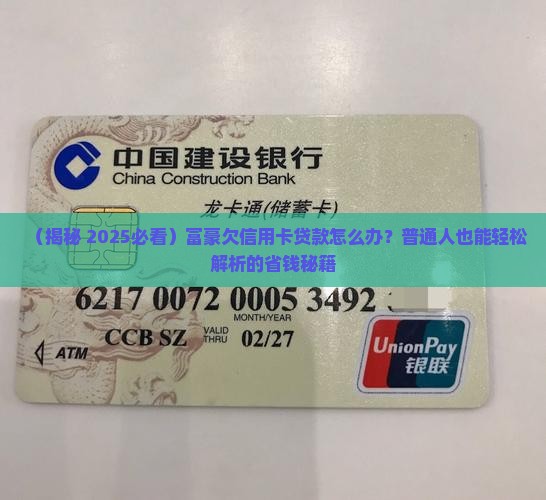 中国建设银行
China Construction Bank
龙卡通(储蓄卡)
（揭秘 2025必看）富豪欠信用卡贷款怎么办？普通人也能轻松
解析的省钱秘籍
6217 0072 0005 3492
MONTH/YEAR
CCB SZ VALID THRU 02/27
ATM
UnionPay
银联